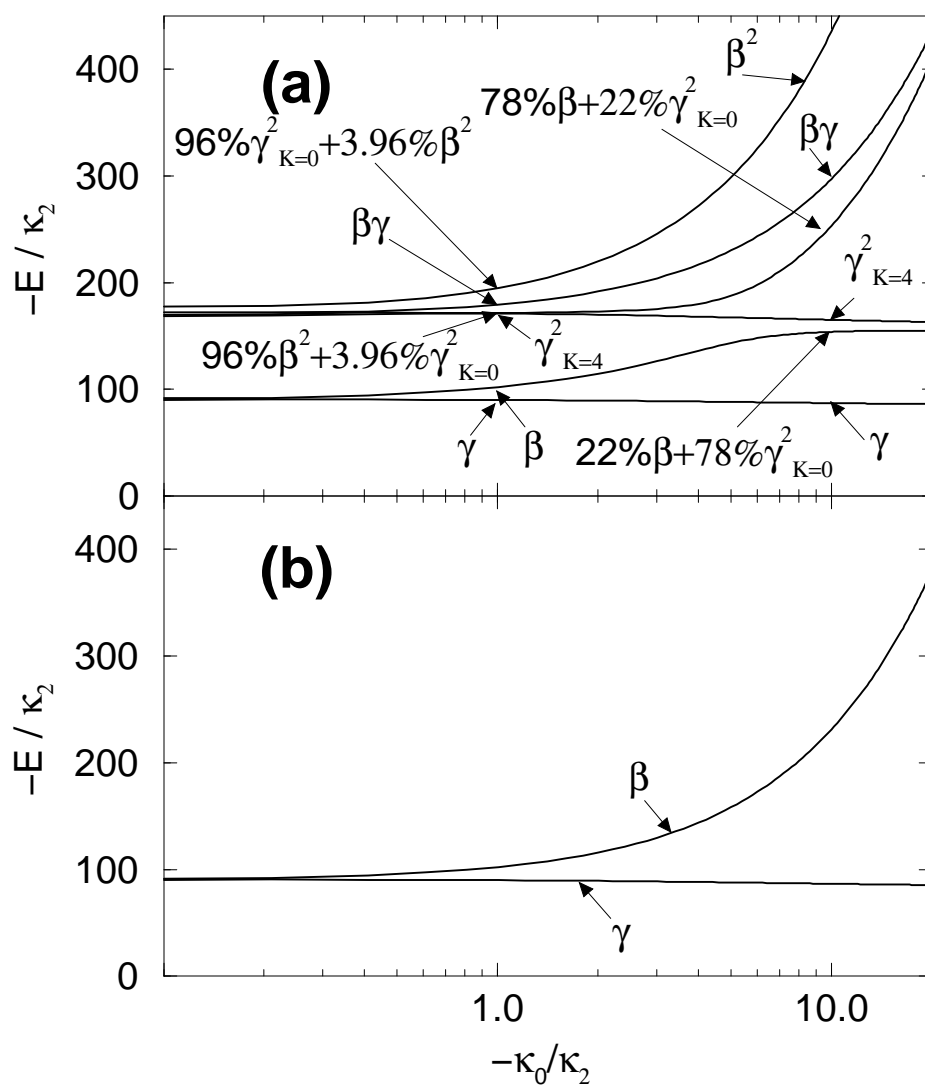 400
300
200
100
0
−E / κ₂
(a)
β²
78%β+22%γ²K=0
96%γ²K=0+3.96%β²
βγ
βγ
γ²K=4
96%β²+3.96%γ²K=0
γ²K=4
γ
β
22%β+78%γ²K=0
γ
400
300
200
100
0
−E / κ₂
(b)
β
γ
1.0
10.0
−κ₀/κ₂